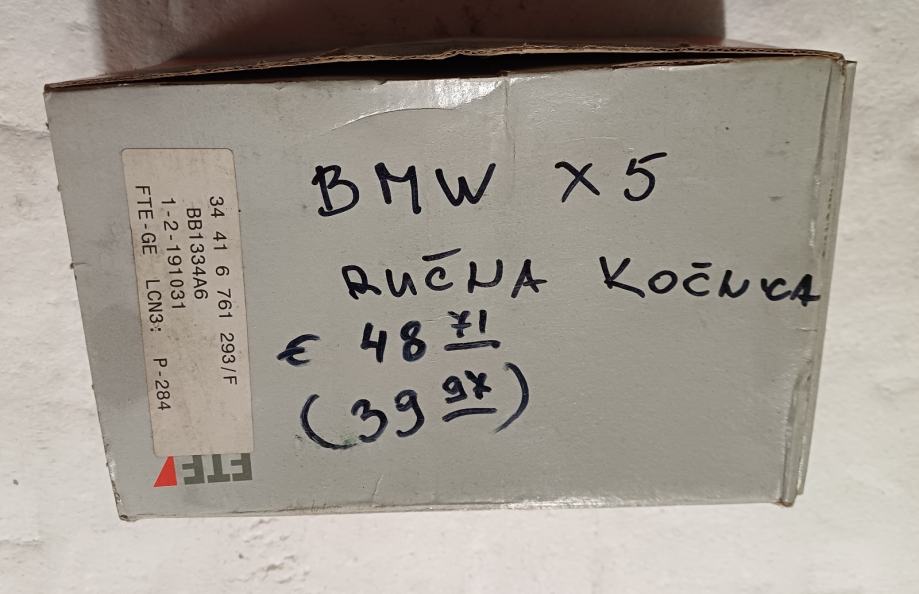 34 41 6 761 293/F
BB1334A6
1-2-191031
FTE-GE LCN3: P-284
FTE
BMW X5
RUČNA KOČNICA
€ 48 71
(39 9x)